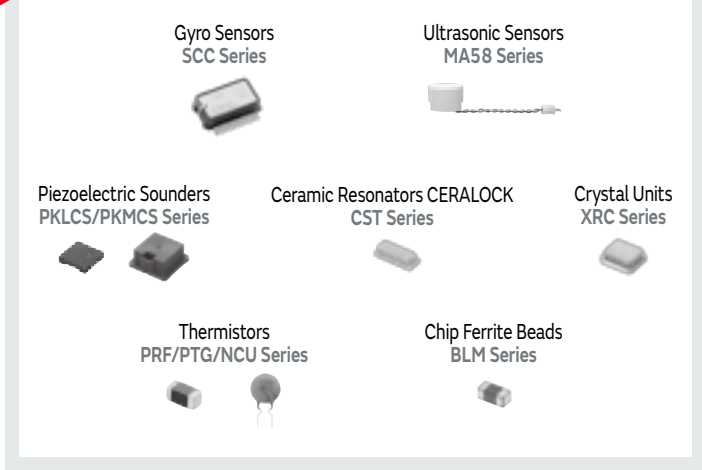 Gyro Sensors
SCC Series
Ultrasonic Sensors
MA58 Series
Piezoelectric Sounders
PKLCS/PKMCS Series
Ceramic Resonators CERALOCK
CST Series
Crystal Units
XRC Series
Thermistors
PRF/PTG/NCU Series
Chip Ferrite Beads
BLM Series